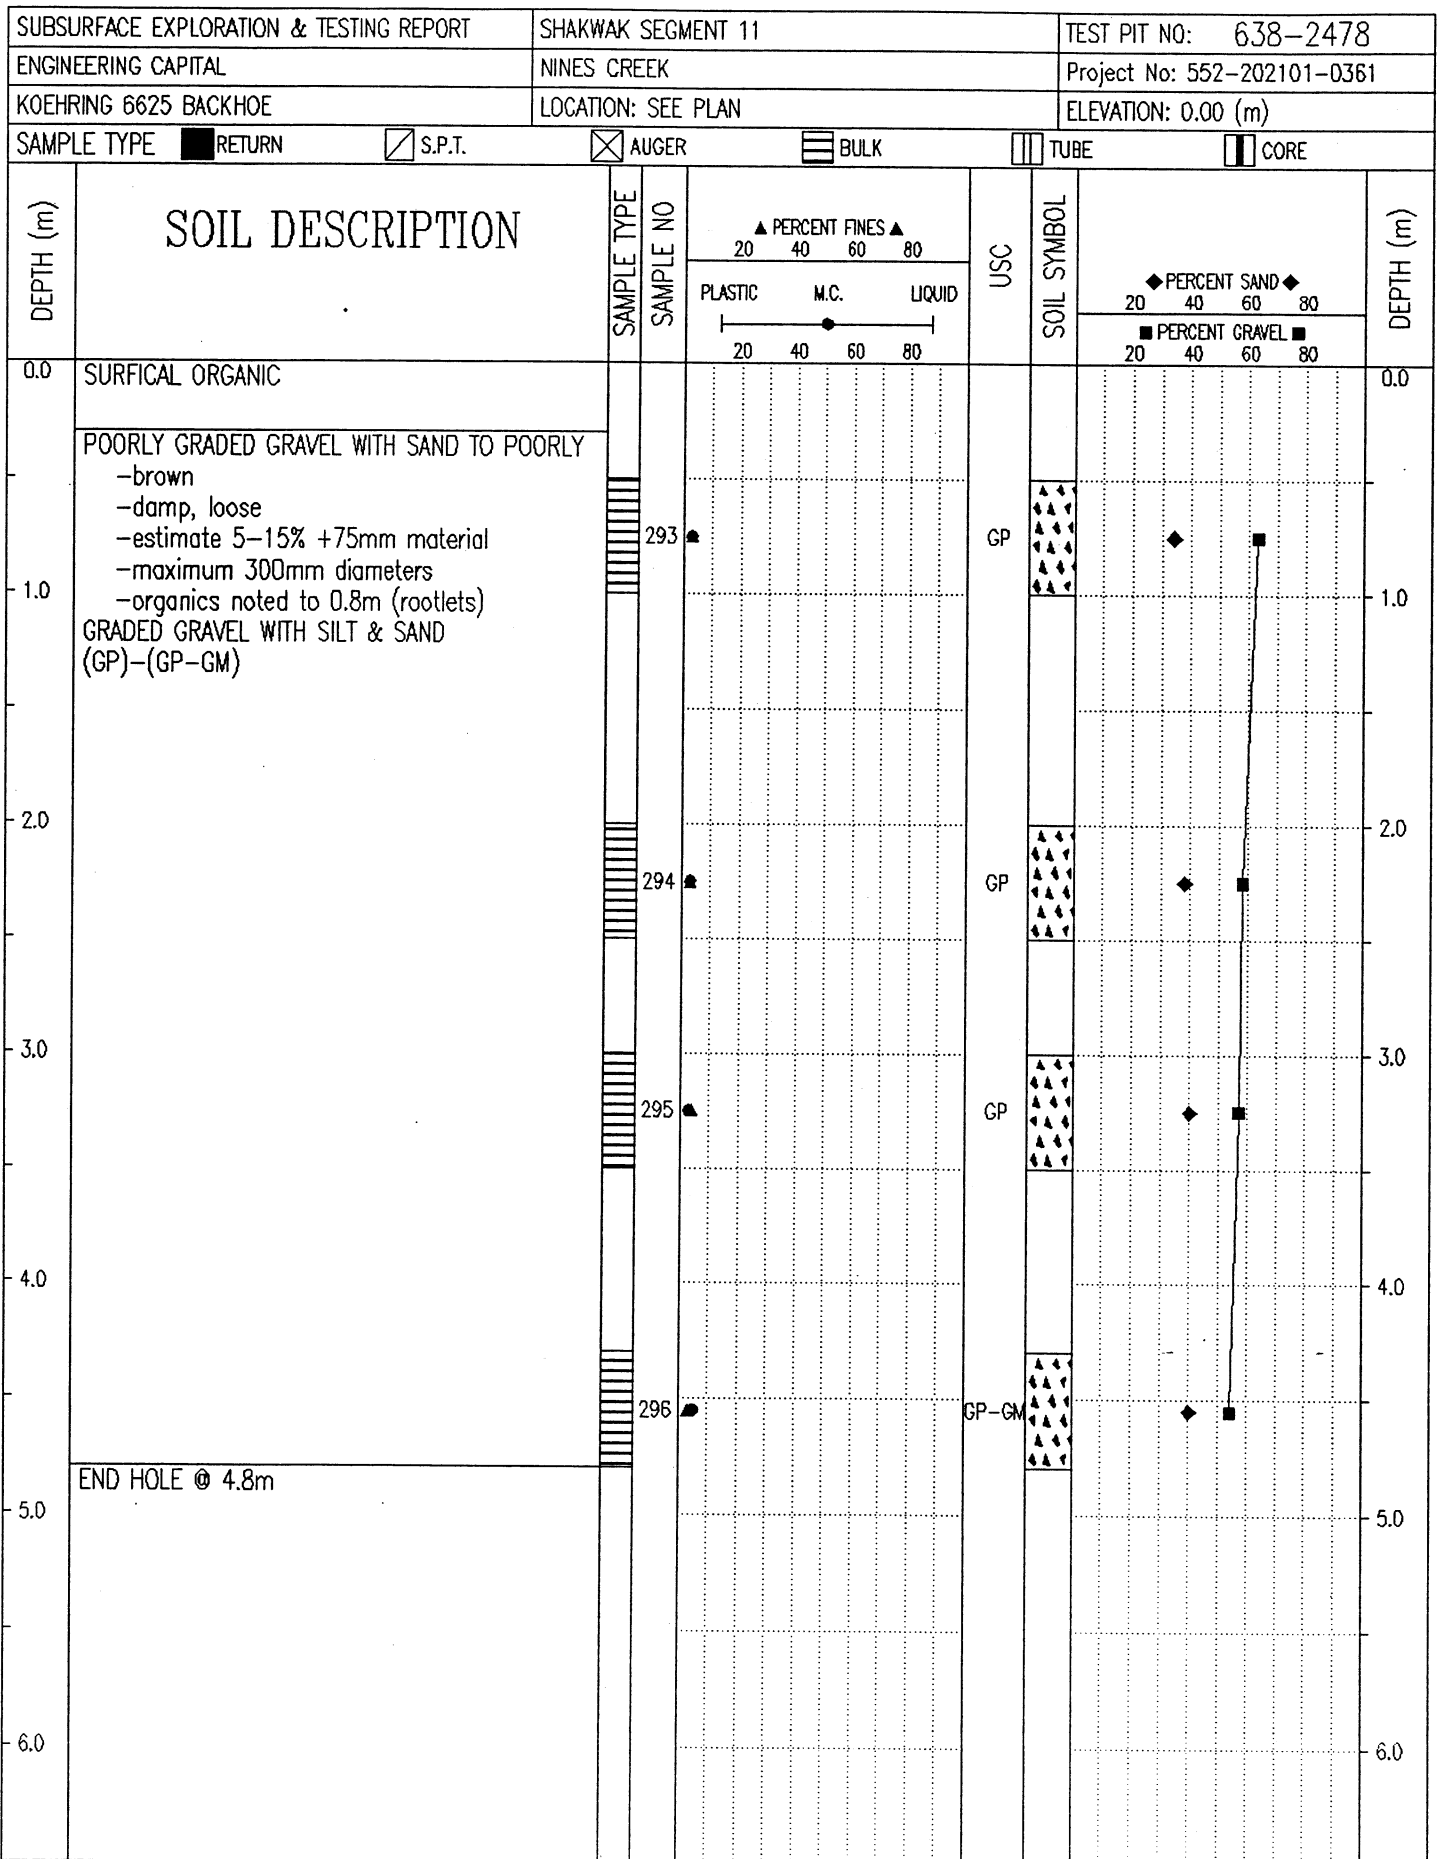 SUBSURFACE EXPLORATION & TESTING REPORT
SHAKWAK SEGMENT 11
TEST PIT NO: 638-2478
ENGINEERING CAPITAL
NINES CREEK
Project No: 552-202101-0361
KOEHRING 6625 BACKHOE
LOCATION: SEE PLAN
ELEVATION: 0.00 (m)
SAMPLE TYPE RETURN S.P.T. AUGER BULK TUBE CORE
DEPTH (m)
SOIL DESCRIPTION
SAMPLE TYPE
SAMPLE NO
▲ PERCENT FINES ▲
20 40 60 80
PLASTIC M.C. LIQUID
20 40 60 80
USC
SOIL SYMBOL
◆ PERCENT SAND ◆
20 40 60 80
■ PERCENT GRAVEL ■
20 40 60 80
DEPTH (m)
0.0
SURFICAL ORGANIC
0.0
POORLY GRADED GRAVEL WITH SAND TO POORLY
-brown
-damp, loose
-estimate 5-15% +75mm material
293
GP
-maximum 300mm diameters
1.0
-organics noted to 0.8m (rootlets)
1.0
GRADED GRAVEL WITH SILT & SAND
(GP)-(GP-GM)
2.0
2.0
294
GP
3.0
3.0
295
GP
4.0
4.0
296
GP-GM
END HOLE @ 4.8m
5.0
5.0
6.0
6.0